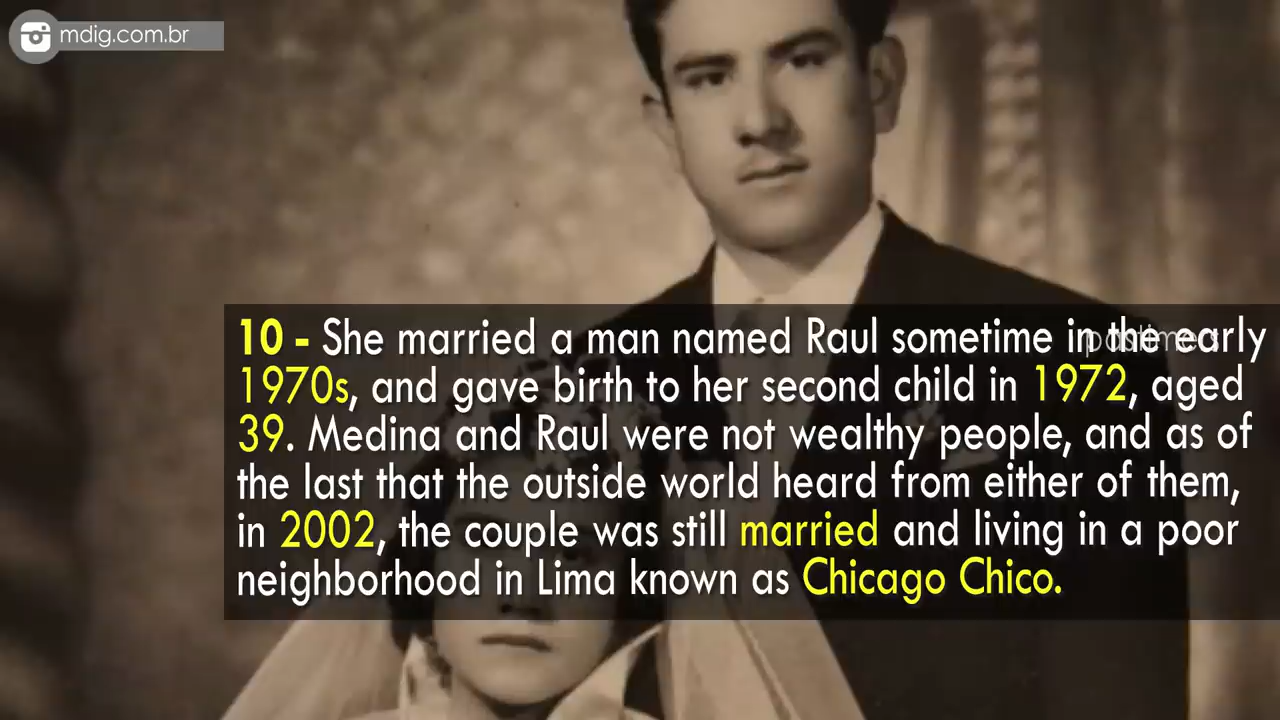 mdig.com.br
10 - She married a man named Raul sometime in the early
1970s, and gave birth to her second child in 1972, aged
39. Medina and Raul were not wealthy people, and as of
the last that the outside world heard from either of them,
in 2002, the couple was still married and living in a poor
neighborhood in Lima known as Chicago Chico.